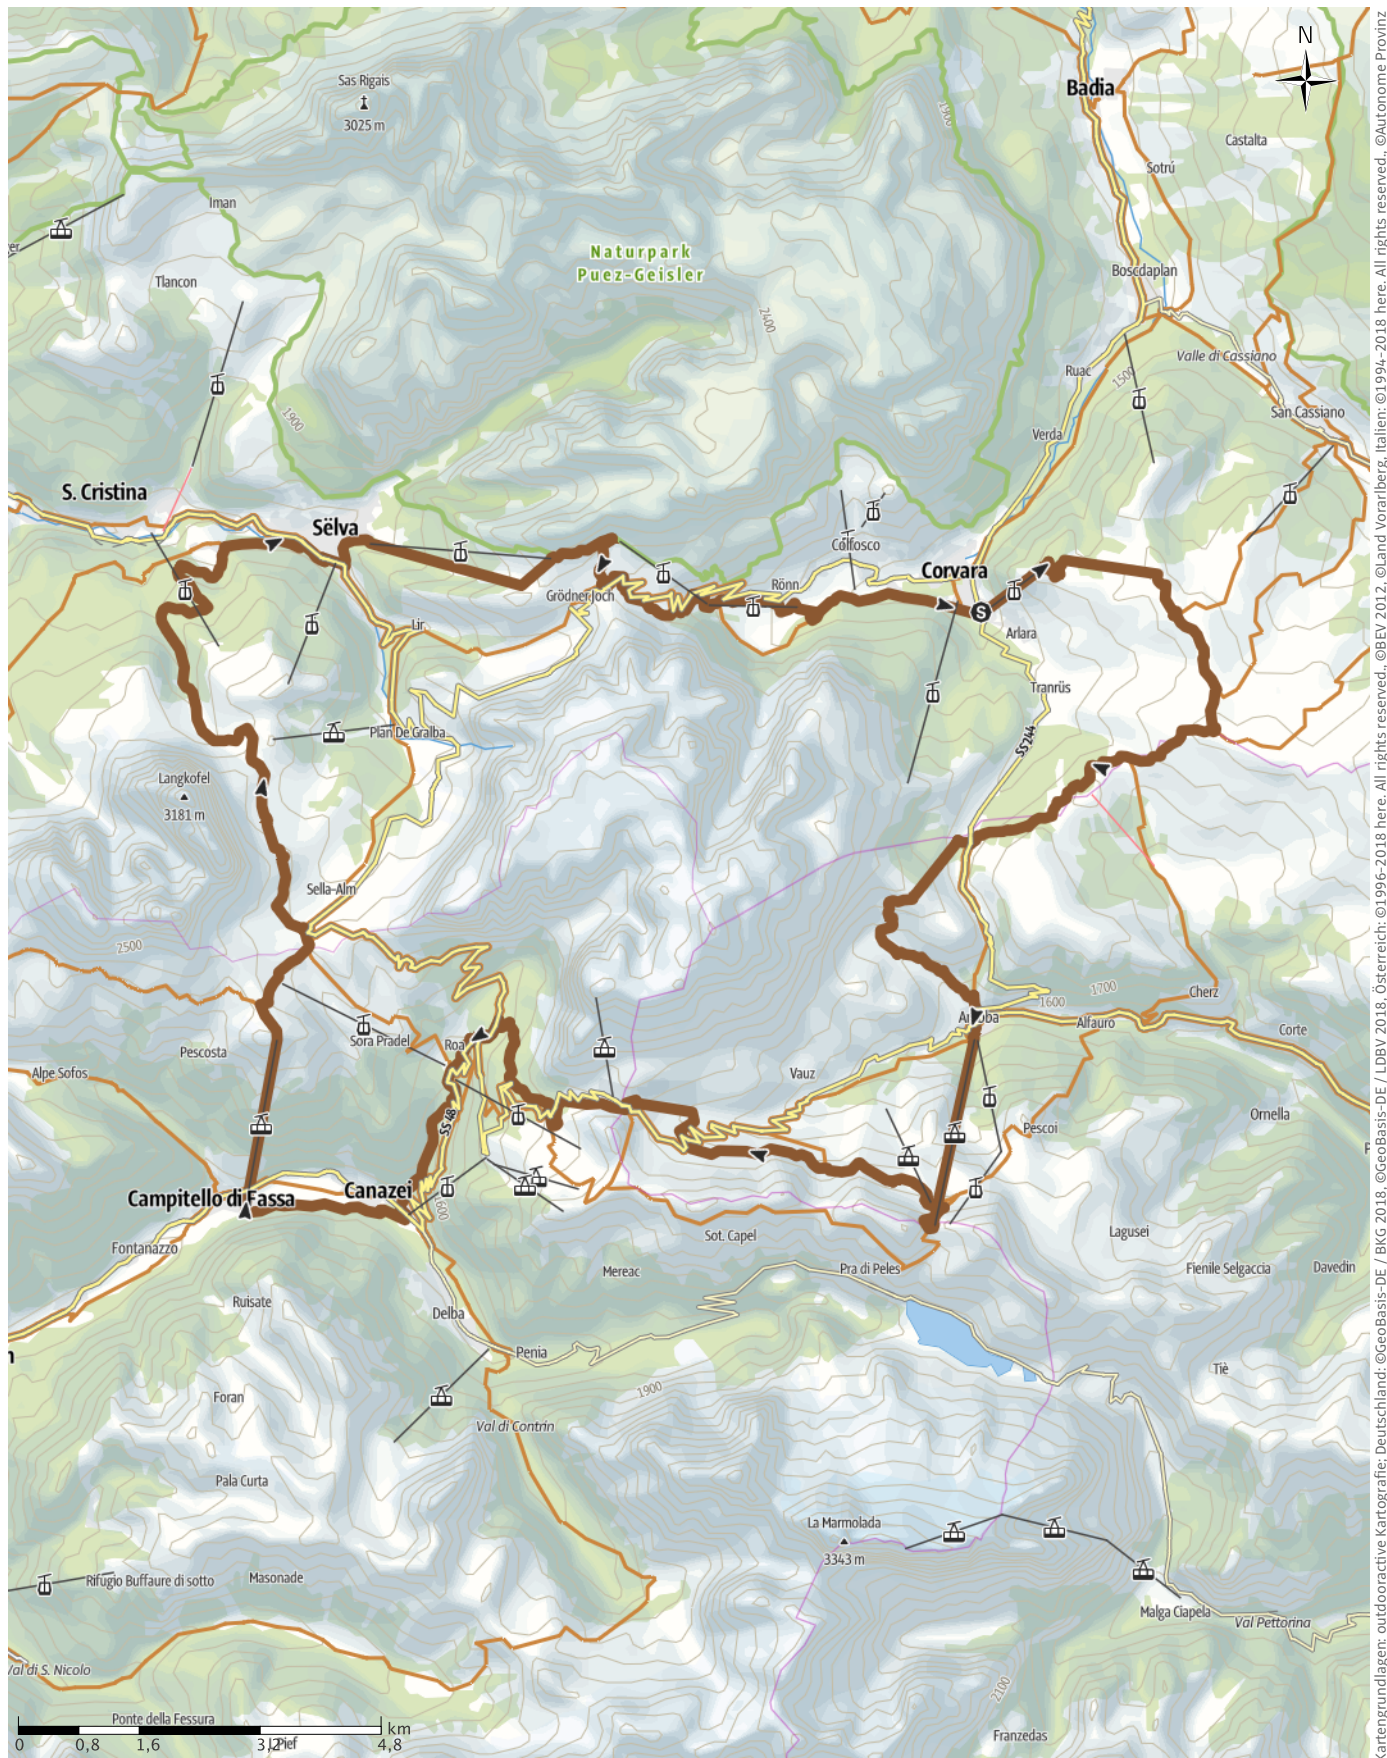 N
Badia
Sas Rigais
3025 m
1900
Castalta
Sotrú
Iman
Naturpark
Puez-Geisler
Tlancon
Boscdaplan
2400
Valle di Cassiano
Ruac
1500
1900
San Cassiano
Verda
S. Cristina
Sëlva
Colfosco
Corvara
Rönn
Grödner Joch
S
Lir
Arlara
Tranrüs
Plan De Gralba
SS 244
Langkofel
3181 m
Sella-Alm
2500
1700
Cherz
1600
Alfauro
Corte
Sora Pradel
Roa
Pescosta
Alpe Sofos
Vauz
SS 48
Ornella
Pescoi
Canazei
Campitello di Fassa
1600
Sot. Capel
Lagusei
Fontanazzo
Mereac
Pra di Peles
Fienile Selgaccia
Davedin
Ruisate
Delba
Penia
Tiè
1900
Foran
Val di Contrin
Pala Curta
La Marmolada
3343 m
Rifugio Buffaure di sotto
Masonade
Malga Ciapela
Val Pettorina
Val di S. Nicolo
2100
Ponte della Fessura
Franzedas
km
0
0,8
1,6
3,2
4,8
Kartengrundlagen: outdooractive Kartografie; Deutschland: ©GeoBasis-DE / BKG 2018, ©GeoBasis-DE / LDBV 2018, Österreich: ©1996-2018 here. All rights reserved., ©BEV 2012, ©Land Vorarlberg, Italien: ©1994-2018 here. All rights reserved., ©Autonome Provinz